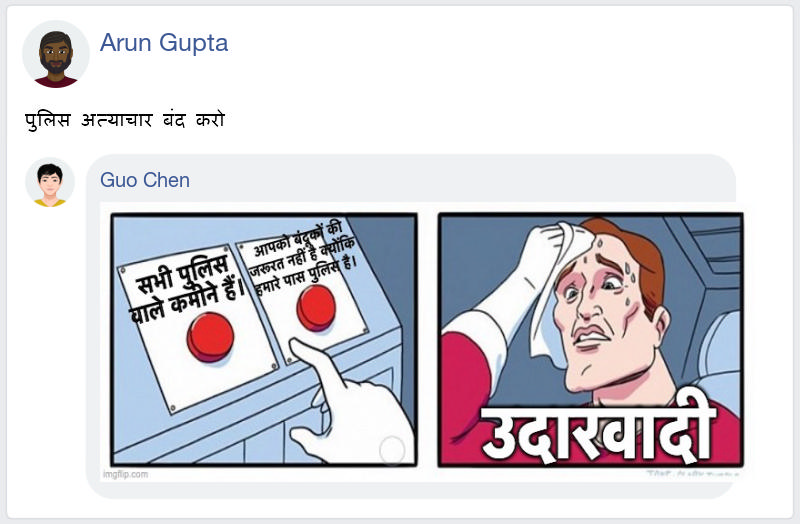 Arun Gupta
पुलिस अत्याचार बंद करो
Guo Chen
सभी पुलिस
वाले कमीने हैं।
आपको बंदूकों की
जरूरत नहीं है क्योंकि
हमारे पास पुलिस है।
उदारवादी
imgflip.com